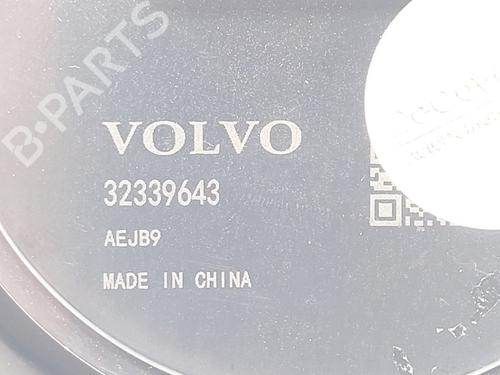 B-PARTS
VOLVO
32339643
AEJB9
MADE IN CHINA